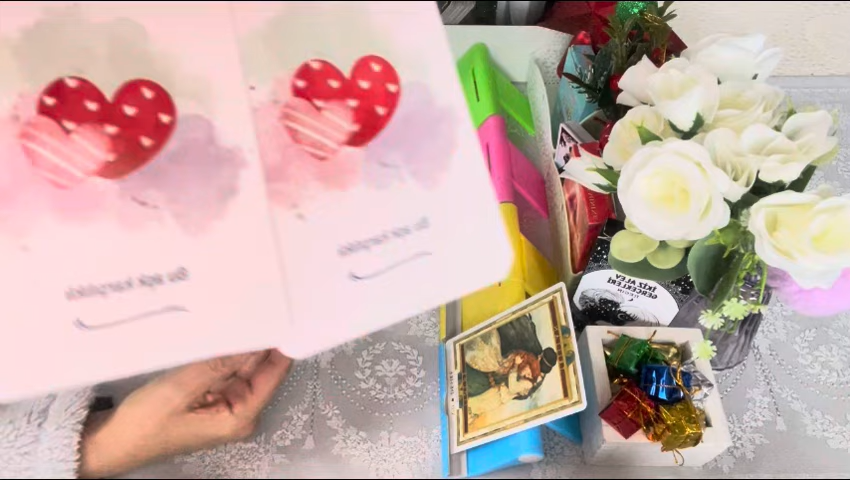 Bu aşk karşılıklı
Bu aşk karşılıklı
İKİZ ALEV
GERÇEKLERİ